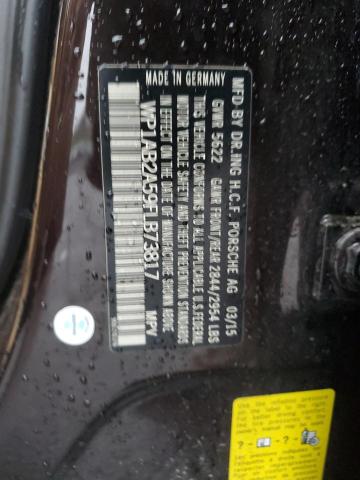 MFD BY DR.ING H.C.F. PORSCHE AG 03/15
GVWR 5622 GAWR FRONT/REAR 2844/2954 LBS
THIS VEHICLE CONFORMS TO ALL APPLICABLE U.S. FEDERAL
MOTOR VEHICLE SAFETY AND THEFT PREVENTION STANDARDS
IN EFFECT ON THE DATE OF MANUFACTURE SHOWN ABOVE.
WP1AB2A59FLB73817 MPV
MADE IN GERMANY
? - ? -